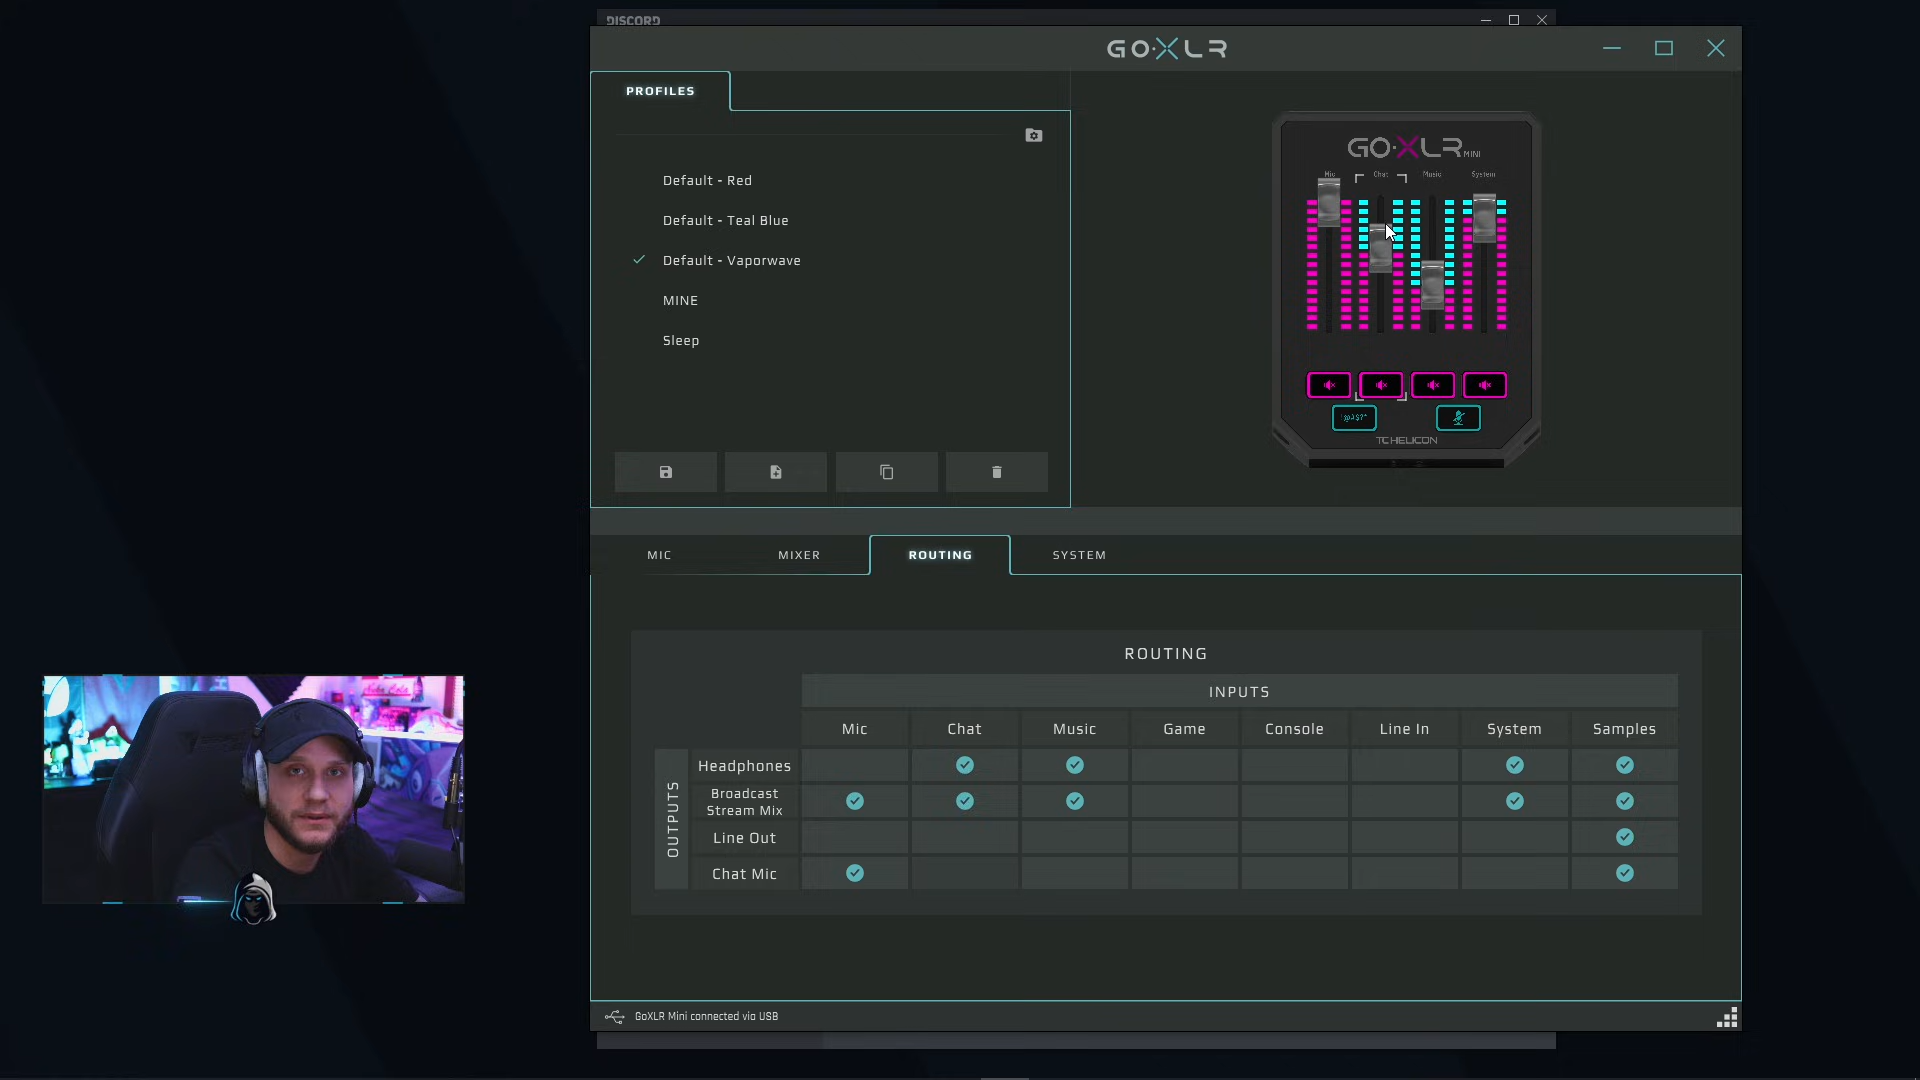 DISCORD
GO·XLR
PROFILES
Default - Red
Default - Teal Blue
Default - Vaporwave
MINE
Sleep
GO·XLR MINI
Mic Chat Music System
TC HELICON
MIC MIXER ROUTING SYSTEM
ROUTING
INPUTS
Mic Chat Music Game Console Line In System Samples
OUTPUTS
Headphones
Broadcast
Stream Mix
Line Out
Chat Mic
GoXLR Mini connected via USB